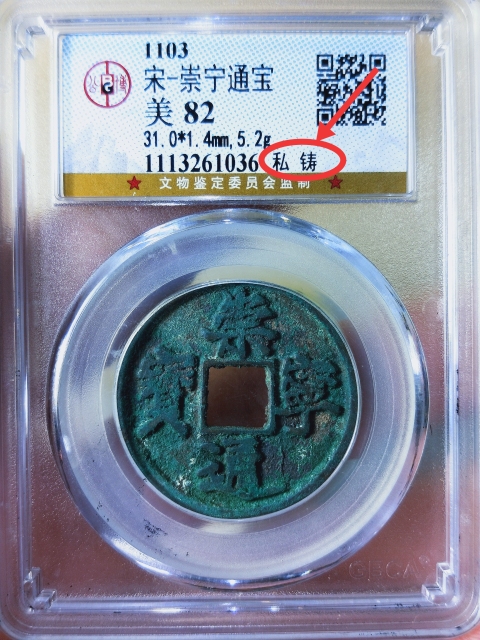 1103
宋-崇宁通宝
美 82
31.0*1.4mm,5.2g
1113261036 私 铸
文物鉴定委员会监制
崇
寧
通
寳